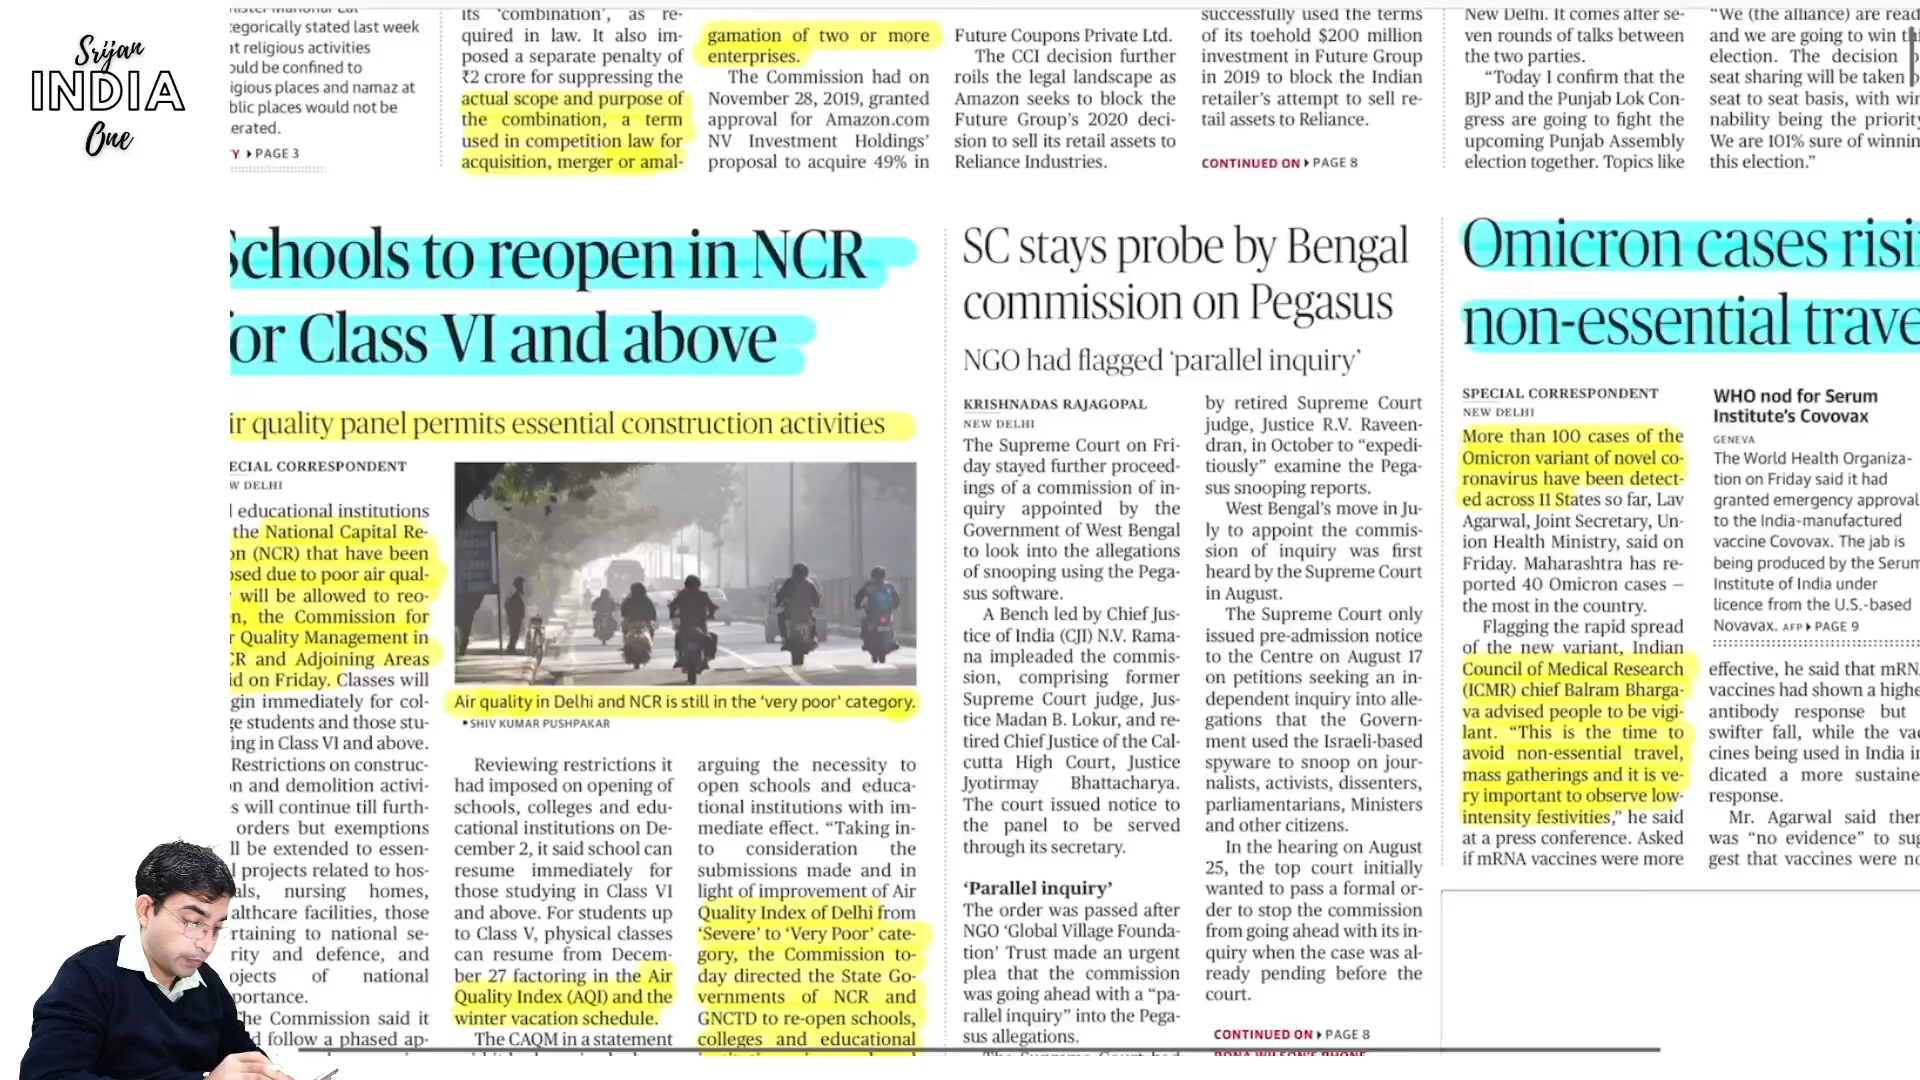 Srijan
INDIA
One
egorically stated last week
at religious activities
ould be confined to
igious places and namaz at
blic places would not be
erated.
Y ▸ PAGE 3
its ‘combination’, as re-
quired in law. It also im-
posed a separate penalty of
₹2 crore for suppressing the
actual scope and purpose of
the combination, a term
used in competition law for
acquisition, merger or amal-
gamation of two or more
enterprises.
The Commission had on
November 28, 2019, granted
approval for Amazon.com
NV Investment Holdings’
proposal to acquire 49% in
Future Coupons Private Ltd.
The CCI decision further
roils the legal landscape as
Amazon seeks to block the
Future Group’s 2020 deci-
sion to sell its retail assets to
Reliance Industries.
successfully used the terms
of its toehold $200 million
investment in Future Group
in 2019 to block the Indian
retailer’s attempt to sell re-
tail assets to Reliance.
CONTINUED ON ▸ PAGE 8
New Delhi. It comes after se-
ven rounds of talks between
the two parties.
“Today I confirm that the
BJP and the Punjab Lok Con-
gress are going to fight the
upcoming Punjab Assembly
election together. Topics like
“We (the alliance) are read
and we are going to win th
election. The decision
seat sharing will be taken
seat to seat basis, with win
nability being the priority
We are 101% sure of winnin
this election.”
Schools to reopen in NCR
for Class VI and above
ir quality panel permits essential construction activities
ECIAL CORRESPONDENT
W DELHI
l educational institutions
the National Capital Re-
on (NCR) that have been
osed due to poor air qual-
will be allowed to reo-
n, the Commission for
r Quality Management in
CR and Adjoining Areas
id on Friday. Classes will
gin immediately for col-
ge students and those stu-
ing in Class VI and above.
Restrictions on construc-
n and demolition activi-
s will continue till furth-
orders but exemptions
ll be extended to essen-
l projects related to hos-
als, nursing homes,
althcare facilities, those
rtaining to national se-
rity and defence, and
ojects of national
portance.
The Commission said it
d follow a phased ap-
Air quality in Delhi and NCR is still in the ‘very poor’ category.
▪ SHIV KUMAR PUSHPAKAR
Reviewing restrictions it
had imposed on opening of
schools, colleges and edu-
cational institutions on De-
cember 2, it said school can
resume immediately for
those studying in Class VI
and above. For students up
to Class V, physical classes
can resume from Decem-
ber 27 factoring in the Air
Quality Index (AQI) and the
winter vacation schedule.
The CAQM in a statement
arguing the necessity to
open schools and educa-
tional institutions with im-
mediate effect. “Taking in-
to consideration the
submissions made and in
light of improvement of Air
Quality Index of Delhi from
‘Severe’ to ‘Very Poor’ cate-
gory, the Commission to-
day directed the State Go-
vernments of NCR and
GNCTD to re-open schools,
colleges and educational
SC stays probe by Bengal
commission on Pegasus
NGO had flagged ‘parallel inquiry’
KRISHNADAS RAJAGOPAL
NEW DELHI
The Supreme Court on Fri-
day stayed further proceed-
ings of a commission of in-
quiry appointed by the
Government of West Bengal
to look into the allegations
of snooping using the Pega-
sus software.
A Bench led by Chief Jus-
tice of India (CJI) N.V. Rama-
na impleaded the commis-
sion, comprising former
Supreme Court judge, Jus-
tice Madan B. Lokur, and re-
tired Chief Justice of the Cal-
cutta High Court, Justice
Jyotirmay Bhattacharya.
The court issued notice to
the panel to be served
through its secretary.
‘Parallel inquiry’
The order was passed after
NGO ‘Global Village Founda-
tion’ Trust made an urgent
plea that the commission
was going ahead with a “pa-
rallel inquiry” into the Pega-
sus allegations.
by retired Supreme Court
judge, Justice R.V. Raveen-
dran, in October to “expedi-
tiously” examine the Pega-
sus snooping reports.
West Bengal’s move in Ju-
ly to appoint the commis-
sion of inquiry was first
heard by the Supreme Court
in August.
The Supreme Court only
issued pre-admission notice
to the Centre on August 17
on petitions seeking an in-
dependent inquiry into alle-
gations that the Govern-
ment used the Israeli-based
spyware to snoop on jour-
nalists, activists, dissenters,
parliamentarians, Ministers
and other citizens.
In the hearing on August
25, the top court initially
wanted to pass a formal or-
der to stop the commission
from going ahead with its in-
quiry when the case was al-
ready pending before the
court.
CONTINUED ON ▸ PAGE 8
Omicron cases risi
non-essential trave
SPECIAL CORRESPONDENT
NEW DELHI
More than 100 cases of the
Omicron variant of novel co-
ronavirus have been detect-
ed across 11 States so far, Lav
Agarwal, Joint Secretary, Un-
ion Health Ministry, said on
Friday. Maharashtra has re-
ported 40 Omicron cases –
the most in the country.
Flagging the rapid spread
of the new variant, Indian
Council of Medical Research
(ICMR) chief Balram Bharga-
va advised people to be vigi-
lant. “This is the time to
avoid non-essential travel,
mass gatherings and it is ve-
ry important to observe low-
intensity festivities,” he said
at a press conference. Asked
if mRNA vaccines were more
WHO nod for Serum
Institute’s Covovax
GENEVA
The World Health Organiza-
tion on Friday said it had
granted emergency approval
to the India-manufactured
vaccine Covovax. The jab is
being produced by the Serum
Institute of India under
licence from the U.S.-based
Novavax. AFP ▸ PAGE 9
effective, he said that mRN
vaccines had shown a highe
antibody response but
swifter fall, while the vac
cines being used in India in
dicated a more sustaine
response.
Mr. Agarwal said ther
was “no evidence” to sug
gest that vaccines were no